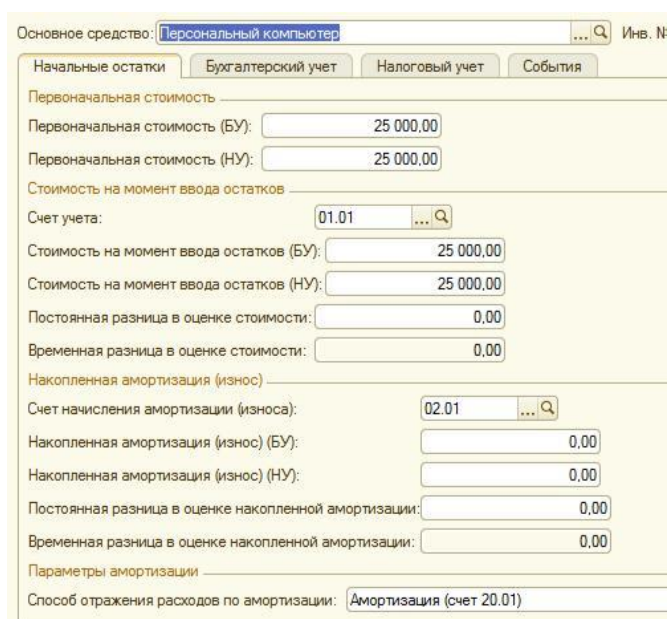 Основное средство: Персональный компьютер ... Инв. №
Начальные остатки Бухгалтерский учет Налоговый учет События
Первоначальная стоимость
Первоначальная стоимость (БУ): 25 000,00
Первоначальная стоимость (НУ): 25 000,00
Стоимость на момент ввода остатков
Счет учета: 01.01 ...
Стоимость на момент ввода остатков (БУ): 25 000,00
Стоимость на момент ввода остатков (НУ): 25 000,00
Постоянная разница в оценке стоимости: 0,00
Временная разница в оценке стоимости: 0,00
Накопленная амортизация (износ)
Счет начисления амортизации (износа): 02.01 ...
Накопленная амортизация (износ) (БУ): 0,00
Накопленная амортизация (износ) (НУ): 0,00
Постоянная разница в оценке накопленной амортизации: 0,00
Временная разница в оценке накопленной амортизации: 0,00
Параметры амортизации
Способ отражения расходов по амортизации: Амортизация (счет 20.01)